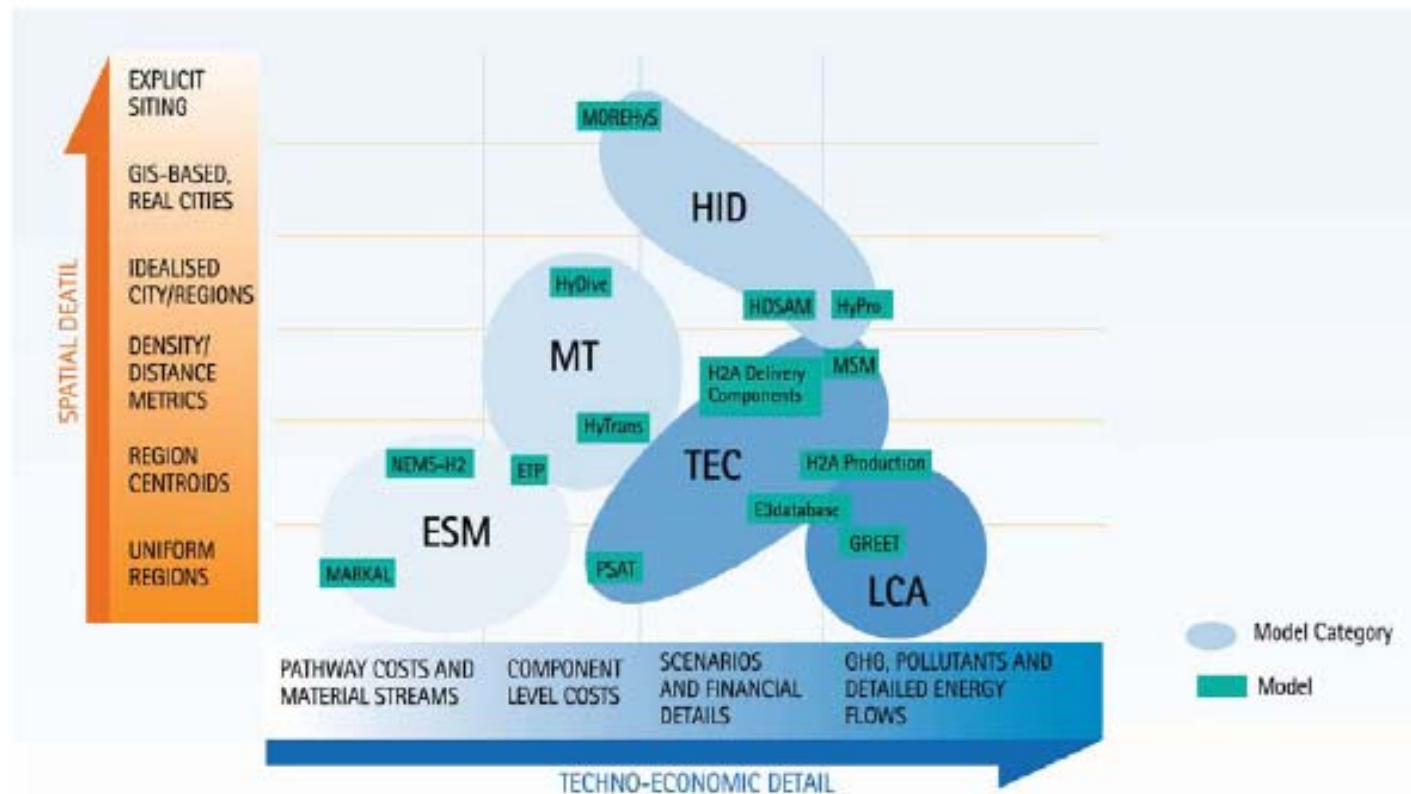 EXPLICIT
SITING
GIS-BASED,
REAL CITIES
IDEALISED
CITY/REGIONS
DENSITY/
DISTANCE
METRICS
REGION
CENTROIDS
UNIFORM
REGIONS
SPATIAL DEATIL
MOREHyS
HID
HyDive
HDSAM
HyPro
MT
MSM
H2A Delivery
Components
HyTrans
NEMS-H2
ETP
TEC
H2A Production
ESM
E3database
GREET
MARKAL
PSAT
LCA
PATHWAY COSTS AND
MATERIAL STREAMS
COMPONENT
LEVEL COSTS
SCENARIOS
AND FINANCIAL
DETAILS
GHG, POLLUTANTS AND
DETAILED ENERGY
FLOWS
TECHNO-ECONOMIC DETAIL
Model Category
Model